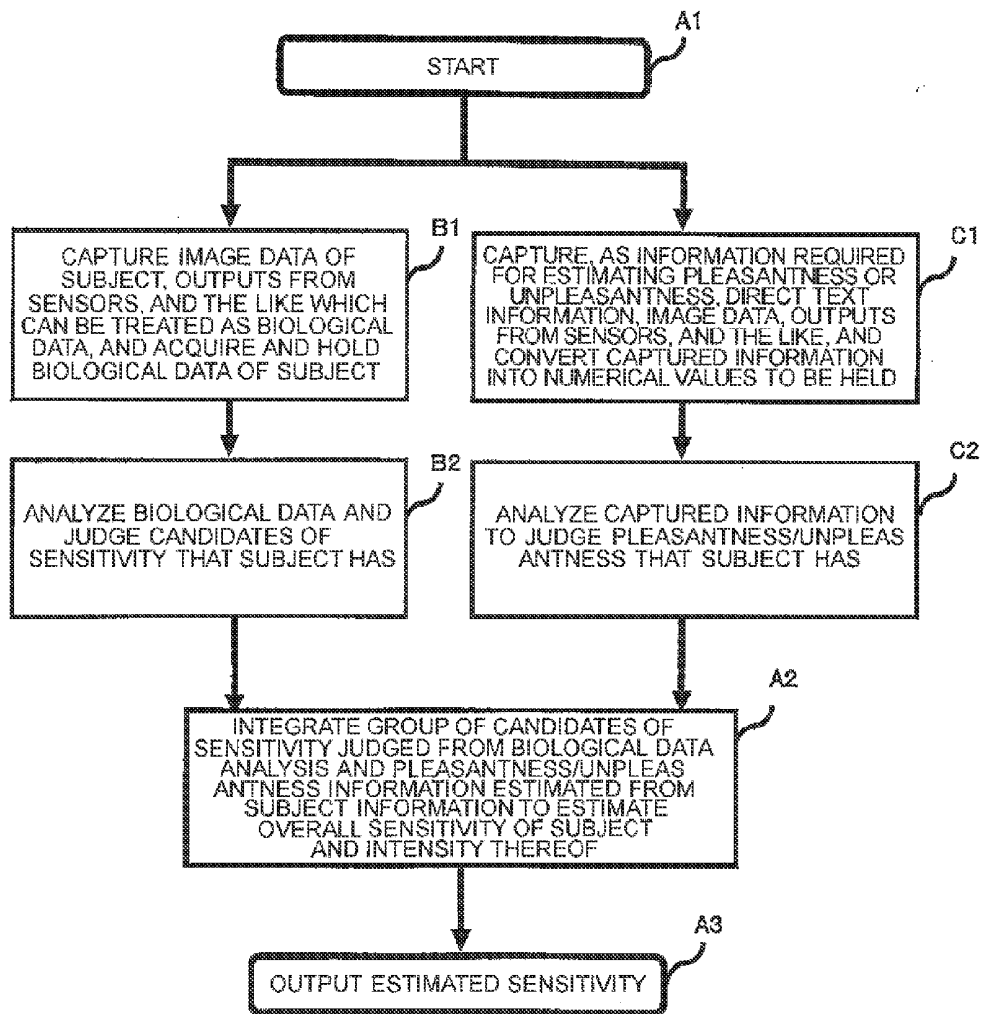 A1
START
B1
CAPTURE IMAGE DATA OF
SUBJECT, OUTPUTS FROM
SENSORS, AND THE LIKE WHICH
CAN BE TREATED AS BIOLOGICAL
DATA, AND ACQUIRE AND HOLD
BIOLOGICAL DATA OF SUBJECT
C1
CAPTURE, AS INFORMATION REQUIRED
FOR ESTIMATING PLEASANTNESS OR
UNPLEASANTNESS, DIRECT TEXT
INFORMATION, IMAGE DATA, OUTPUTS
FROM SENSORS, AND THE LIKE, AND
CONVERT CAPTURED INFORMATION
INTO NUMERICAL VALUES TO BE HELD
B2
ANALYZE BIOLOGICAL DATA AND
JUDGE CANDIDATES OF
SENSITIVITY THAT SUBJECT HAS
C2
ANALYZE CAPTURED INFORMATION
TO JUDGE PLEASANTNESS/UNPLEAS
ANTNESS THAT SUBJECT HAS
A2
INTEGRATE GROUP OF CANDIDATES OF
SENSITIVITY JUDGED FROM BIOLOGICAL DATA
ANALYSIS AND PLEASANTNESS/UNPLEAS
ANTNESS INFORMATION ESTIMATED FROM
SUBJECT INFORMATION TO ESTIMATE
OVERALL SENSITIVITY OF SUBJECT
AND INTENSITY THEREOF
A3
OUTPUT ESTIMATED SENSITIVITY